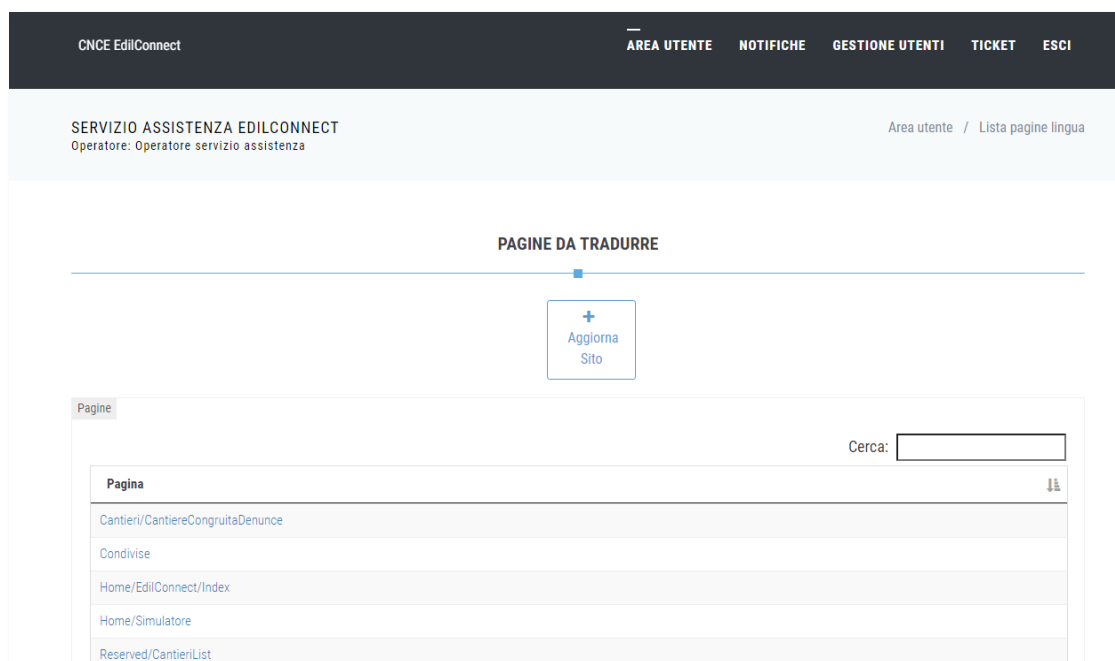 CNCE EdilConnect
AREA UTENTE NOTIFICHE GESTIONE UTENTI TICKET ESCI
SERVIZIO ASSISTENZA EDILCONNECT
Operatore: Operatore servizio assistenza
Area utente / Lista pagine lingua
PAGINE DA TRADURRE
+
Aggiorna
Sito
Pagine
Cerca:
Pagina
Cantieri/CantiereCongruitaDenunce
Condivise
Home/EdilConnect/Index
Home/Simulatore
Reserved/CantieriList